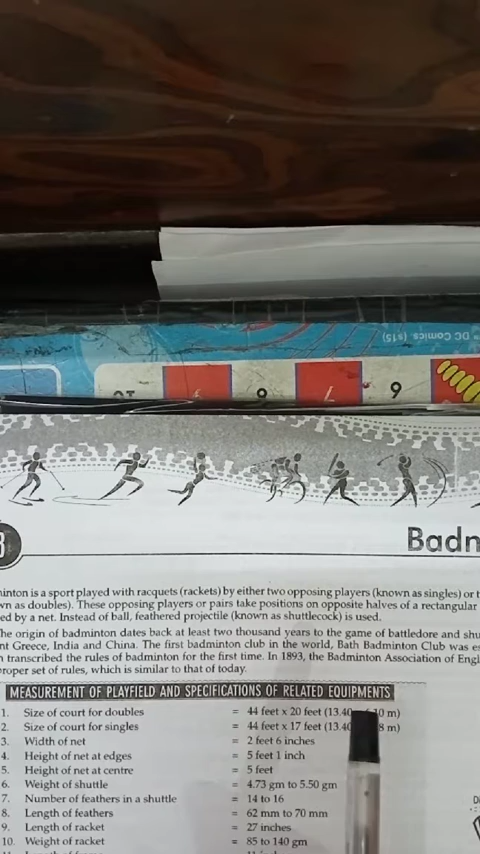 DC Comics. (s15)
6
7
8
9
10
Badm
inton is a sport played with racquets (rackets) by either two opposing players (known as singles) or
wn as doubles). These opposing players or pairs take positions on opposite halves of a rectangular
ed by a net. Instead of ball, feathered projectile (known as shuttlecock) is used.
he origin of badminton dates back at least two thousand years to the game of battledore and shu
nt Greece, India and China. The first badminton club in the world, Bath Badminton Club was es
transcribed the rules of badminton for the first time. In 1893, the Badminton Association of Engl
roper set of rules, which is similar to that of today.
MEASUREMENT OF PLAYFIELD AND SPECIFICATIONS OF RELATED EQUIPMENTS
1. Size of court for doubles = 44 feet x 20 feet (13.40 10 m)
2. Size of court for singles = 44 feet x 17 feet (13.40 8 m)
3. Width of net = 2 feet 6 inches
4. Height of net at edges = 5 feet 1 inch
5. Height of net at centre = 5 feet
6. Weight of shuttle = 4.73 gm to 5.50 gm
7. Number of feathers in a shuttle = 14 to 16
8. Length of feathers = 62 mm to 70 mm
9. Length of racket = 27 inches
10. Weight of racket = 85 to 140 gm